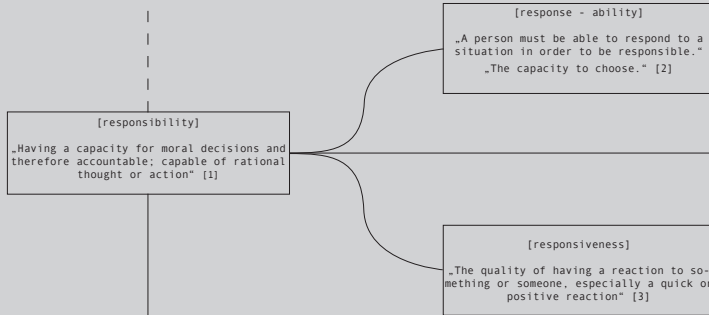 [response - ability]
„A person must be able to respond to a
situation in order to be responsible.“
„The capacity to choose.“ [2]
[responsibility]
„Having a capacity for moral decisions and
therefore accountable; capable of rational
thought or action“ [1]
[responsiveness]
„The quality of having a reaction to so-
mething or someone, especially a quick or
positive reaction“ [3]